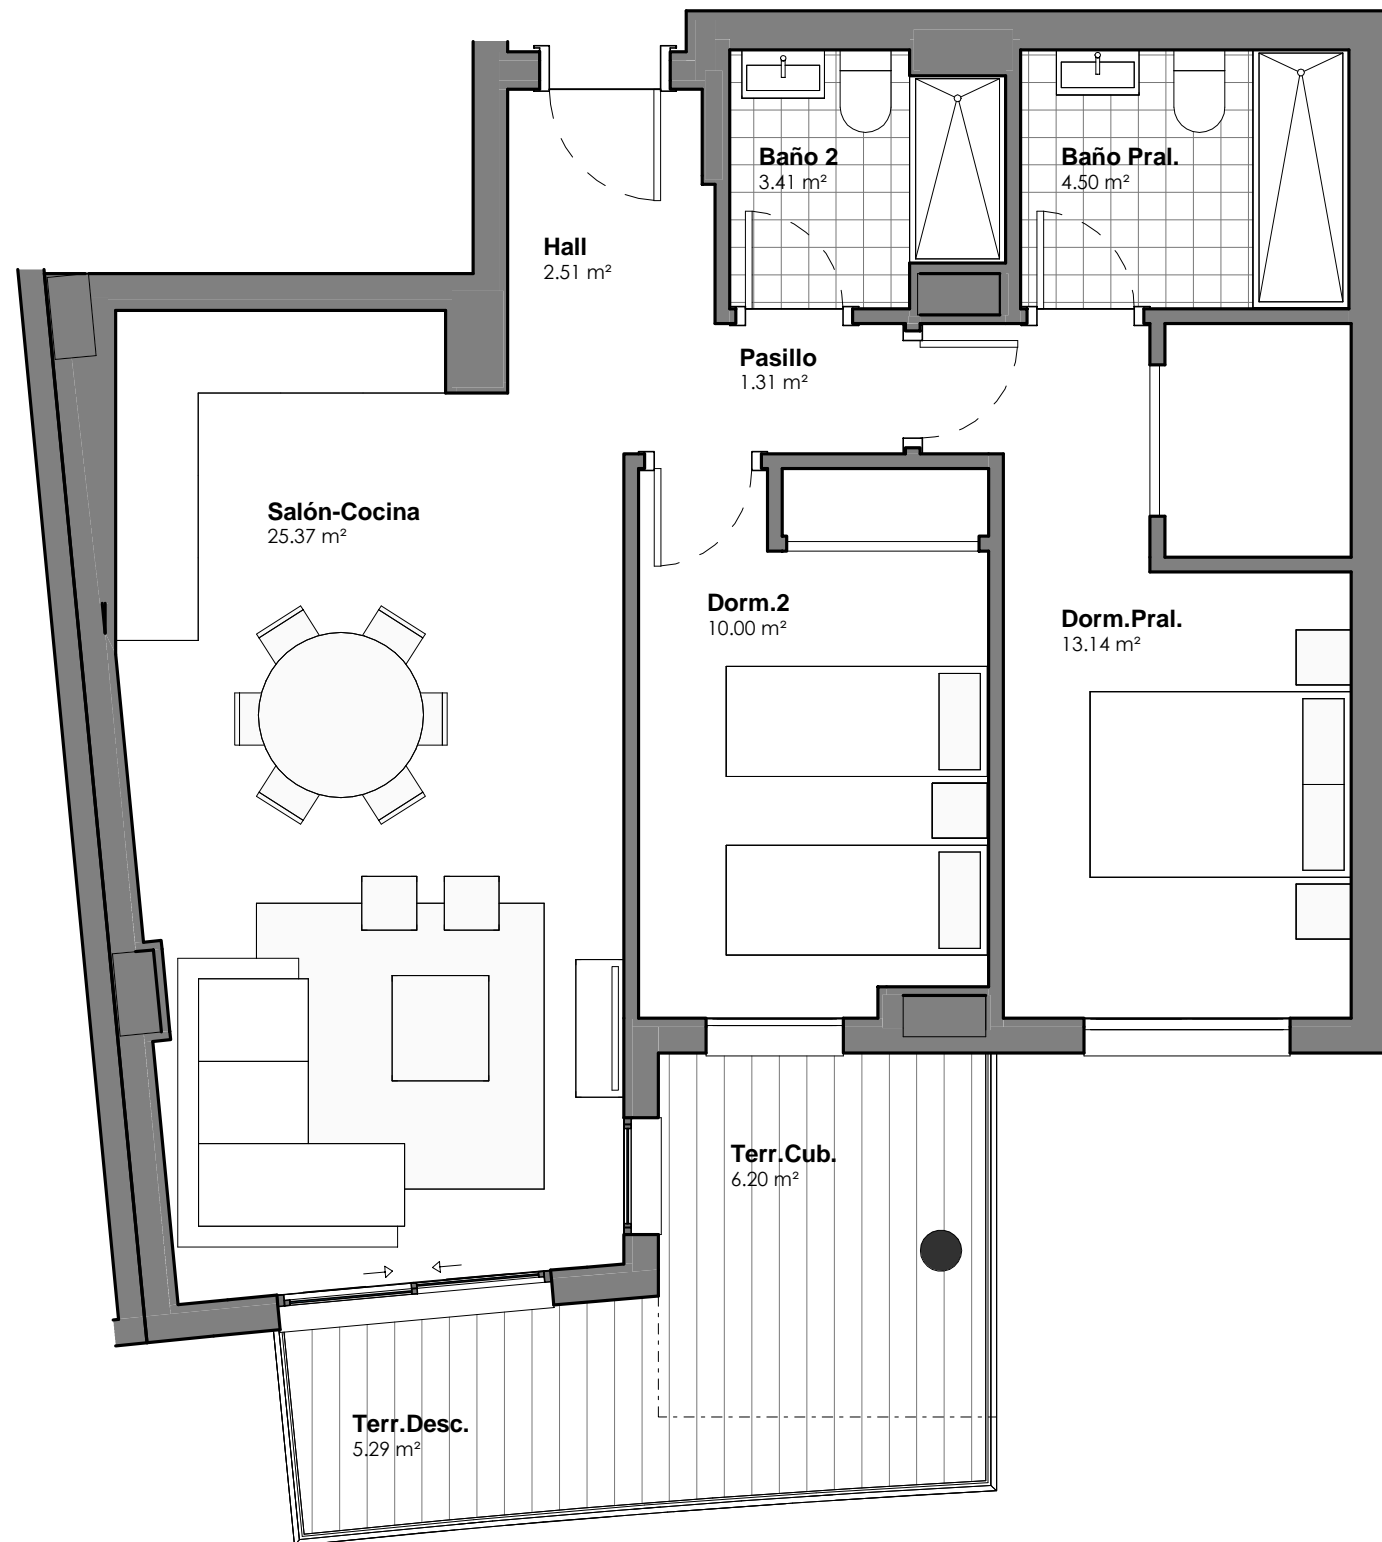 Baño 2
3.41 m²
Baño Pral.
4.50 m²
Hall
2.51 m²
Pasillo
1.31 m²
Salón-Cocina
25.37 m²
Dorm.2
10.00 m²
Dorm.Pral.
13.14 m²
Terr.Cub.
6.20 m²
Terr.Desc.
5.29 m²